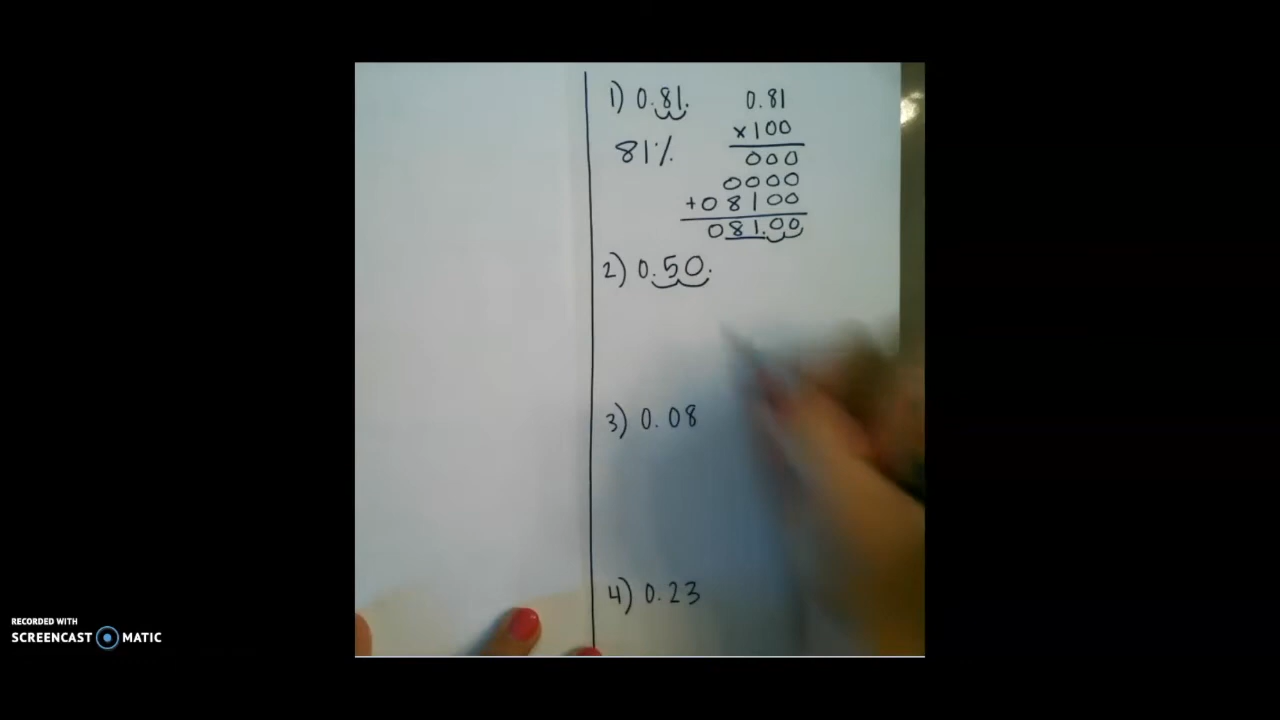 1) 0.81. 0.81
81% ×100
000
0000
+08100
081.00
2) 0.50.
3) 0.08
4) 0.23
RECORDED WITH
SCREENCAST MATIC